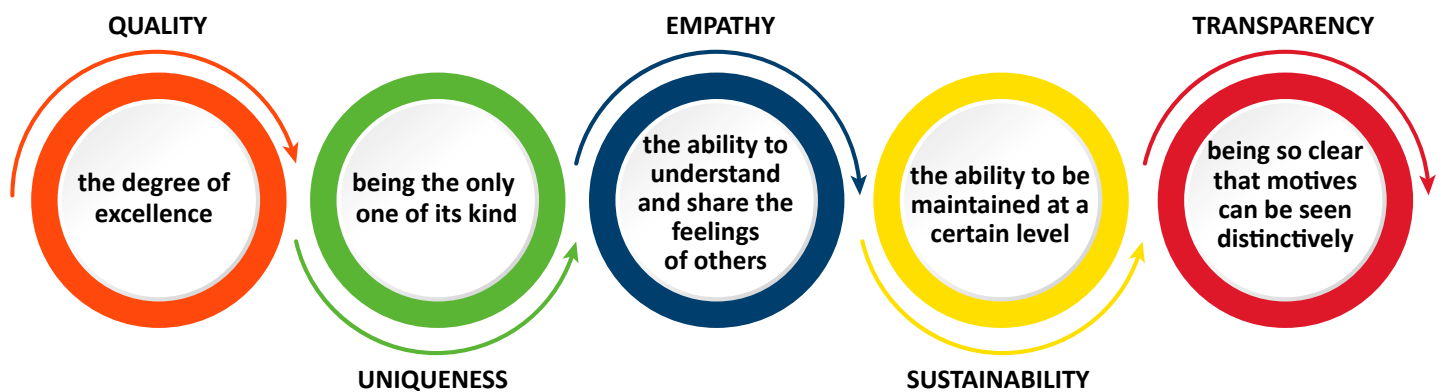 QUALITY
the degree of
excellence
being the only
one of its kind
UNIQUENESS
EMPATHY
the ability to
understand
and share the
feelings
of others
the ability to be
maintained at a
certain level
SUSTAINABILITY
TRANSPARENCY
being so clear
that motives
can be seen
distinctively